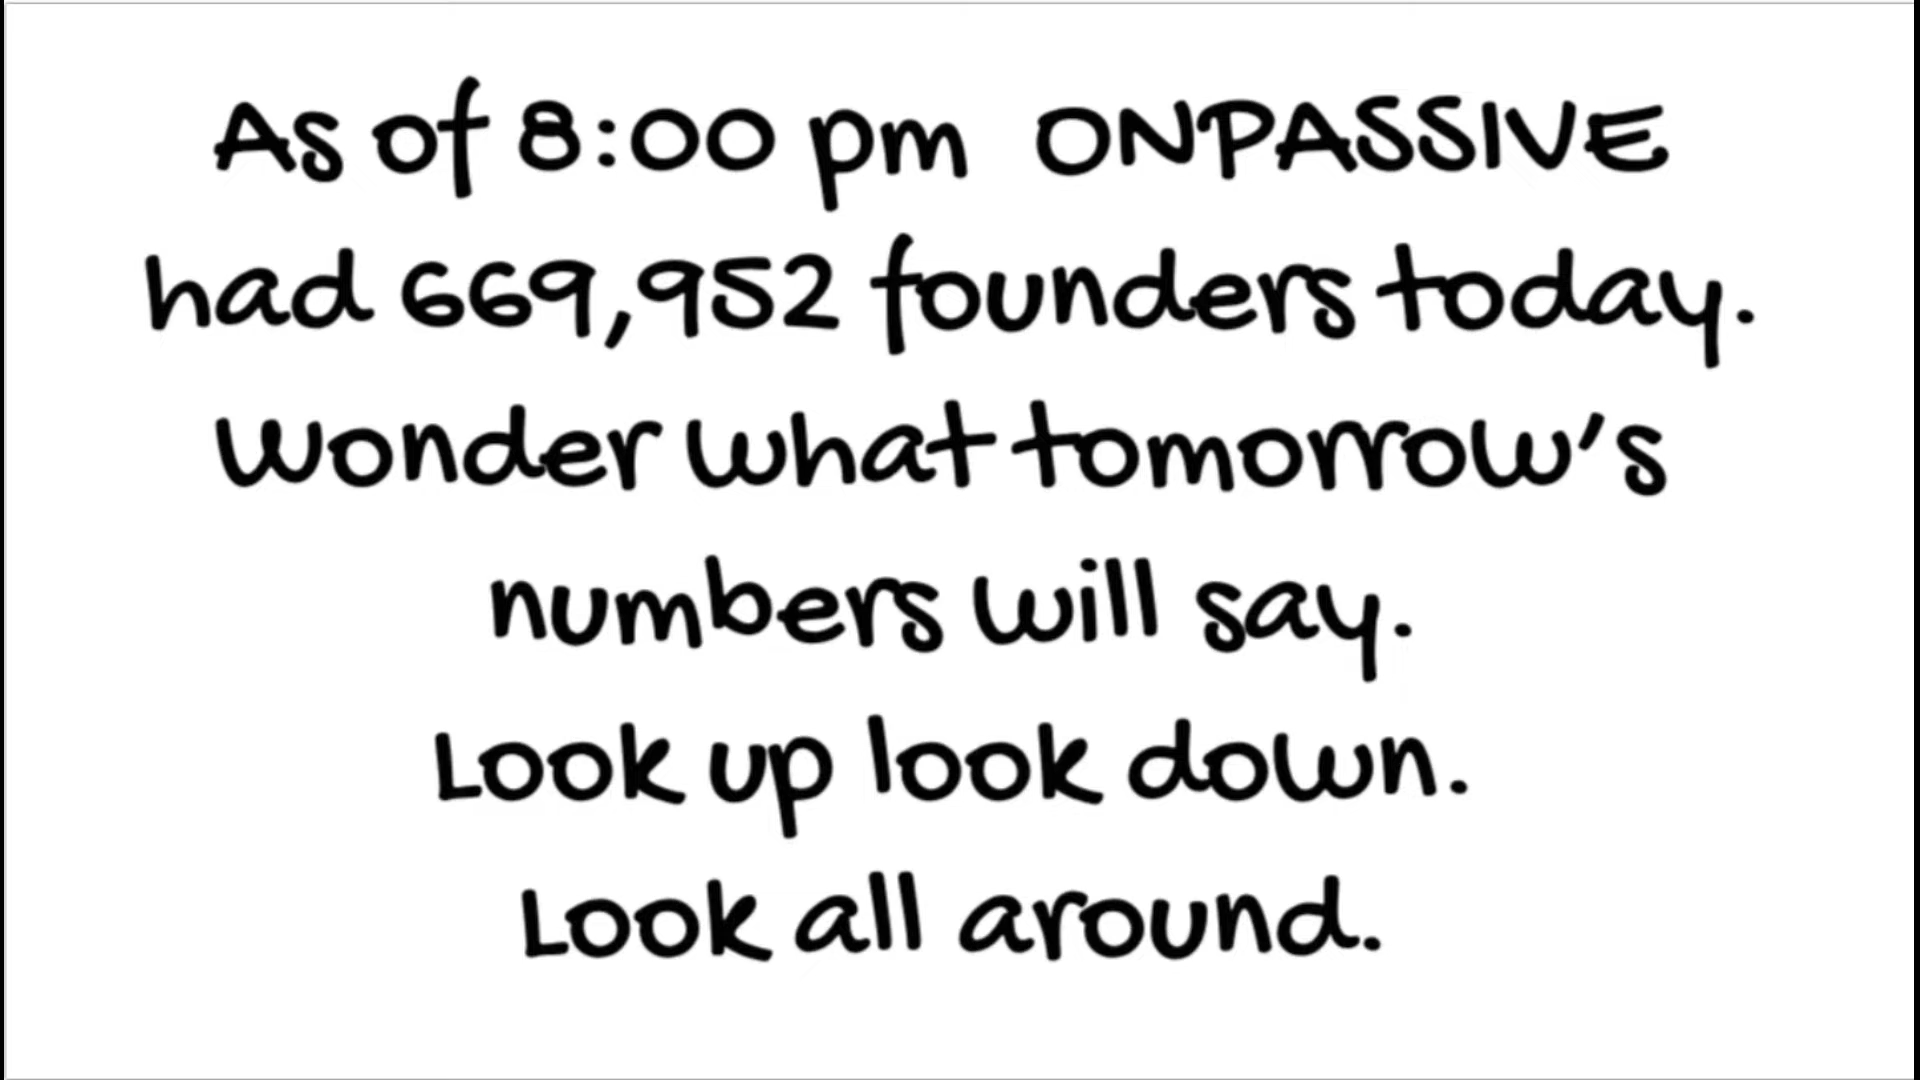 As of 8:00 pm ONPASSIVE
had 669,952 founders today.
Wonder what tomorrow's
numbers will say.
Look up look down.
Look all around.